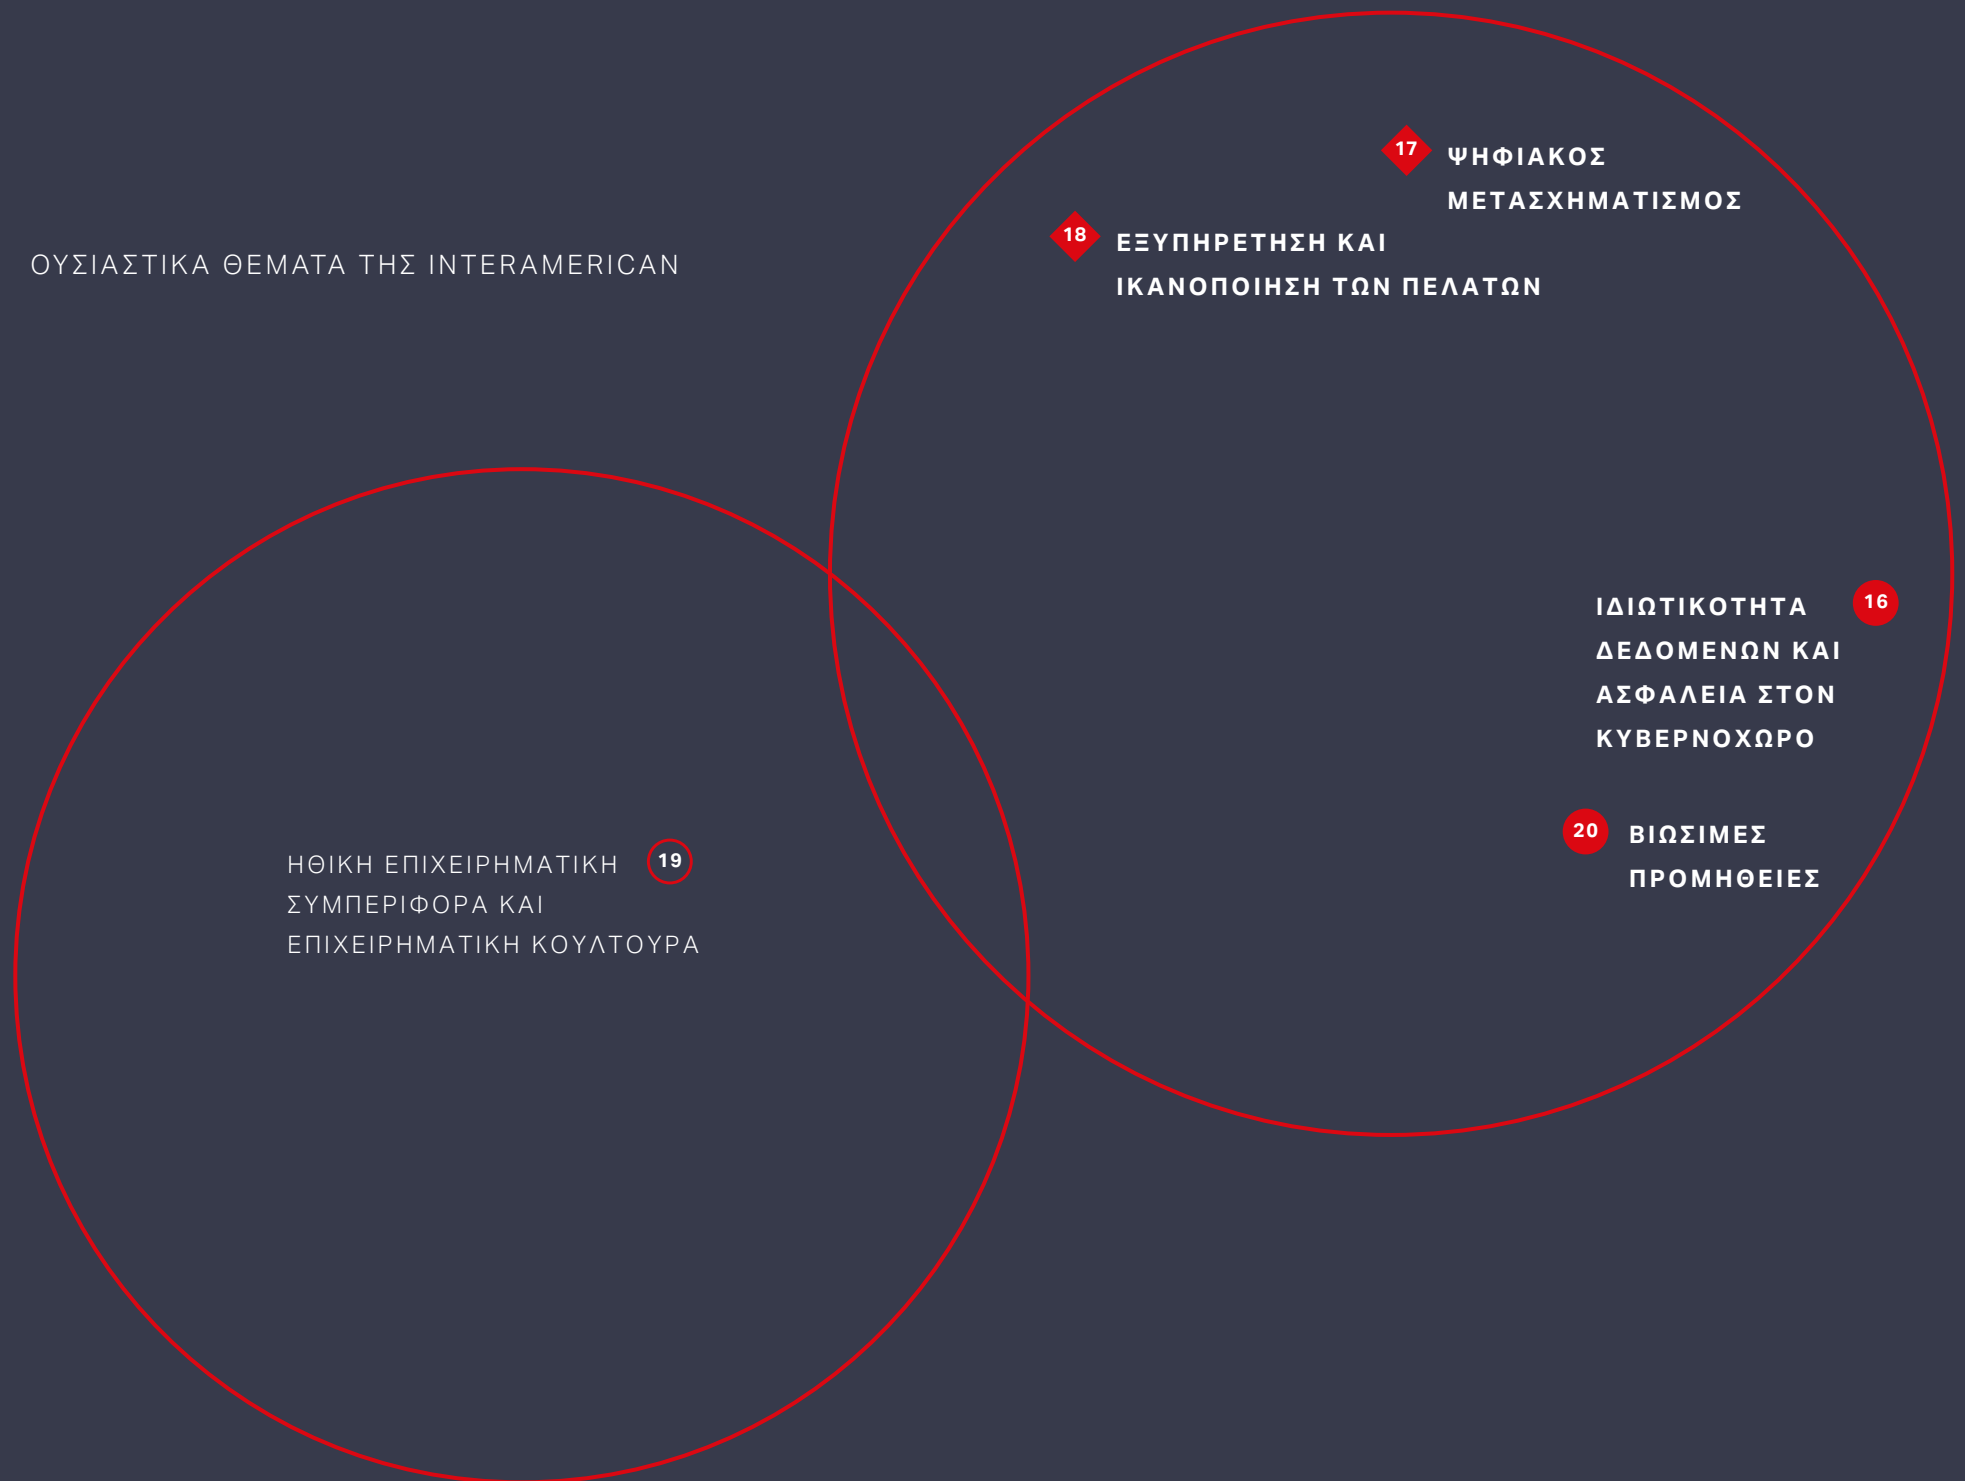 ΟΥΣΙΑΣΤΙΚΑ ΘΕΜΑΤΑ ΤΗΣ INTERAMERICAN
17 ΨΗΦΙΑΚΟΣ
ΜΕΤΑΣΧΗΜΑΤΙΣΜΟΣ
18 ΕΞΥΠΗΡΕΤΗΣΗ ΚΑΙ
ΙΚΑΝΟΠΟΙΗΣΗ ΤΩΝ ΠΕΛΑΤΩΝ
ΙΔΙΩΤΙΚΟΤΗΤΑ 16
ΔΕΔΟΜΕΝΩΝ ΚΑΙ
ΑΣΦΑΛΕΙΑ ΣΤΟΝ
ΚΥΒΕΡΝΟΧΩΡΟ
20 ΒΙΩΣΙΜΕΣ
ΠΡΟΜΗΘΕΙΕΣ
ΗΘΙΚΗ ΕΠΙΧΕΙΡΗΜΑΤΙΚΗ 19
ΣΥΜΠΕΡΙΦΟΡΑ ΚΑΙ
ΕΠΙΧΕΙΡΗΜΑΤΙΚΗ ΚΟΥΛΤΟΥΡΑ